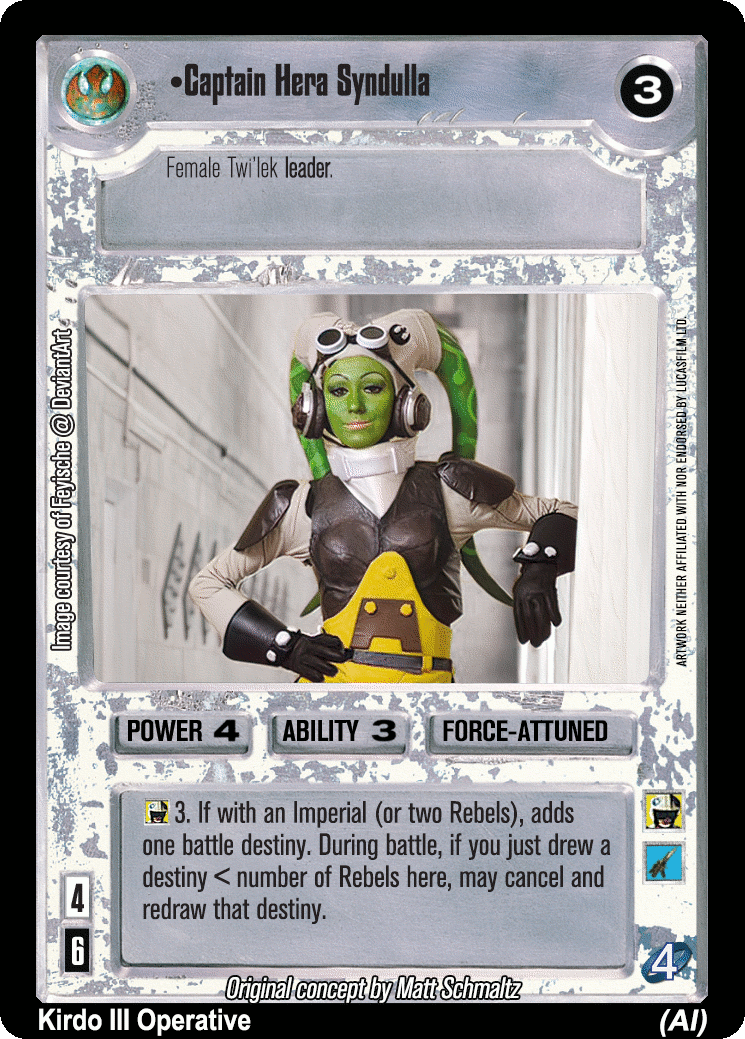 •Captain Hera Syndulla
3
Female Twi'lek leader.
Image courtesy of Feyische @ DeviantArt
ARTWORK NEITHER AFFILIATED WITH NOR ENDORSED BY LUCASFILM LTD.
POWER 4
ABILITY 3
FORCE-ATTUNED
3. If with an Imperial (or two Rebels), adds
one battle destiny. During battle, if you just drew a
destiny < number of Rebels here, may cancel and
redraw that destiny.
4
6
4
Original concept by Matt Schmaltz
Kirdo III Operative
(AI)